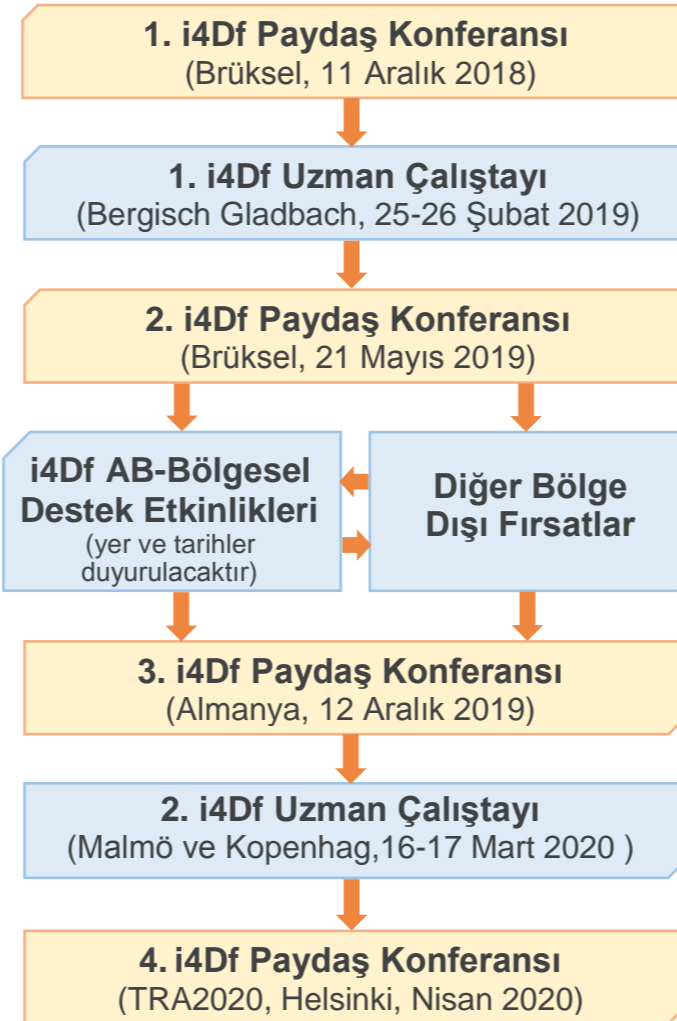 1. i4Df Paydaş Konferansı
(Brüksel, 11 Aralık 2018)
1. i4Df Uzman Çalıştayı
(Bergisch Gladbach, 25-26 Şubat 2019)
2. i4Df Paydaş Konferansı
(Brüksel, 21 Mayıs 2019)
i4Df AB-Bölgesel
Destek Etkinlikleri
(yer ve tarihler
duyurulacaktır)
Diğer Bölge
Dışı Fırsatlar
3. i4Df Paydaş Konferansı
(Almanya, 12 Aralık 2019)
2. i4Df Uzman Çalıştayı
(Malmö ve Kopenhag,16-17 Mart 2020 )
4. i4Df Paydaş Konferansı
(TRA2020, Helsinki, Nisan 2020)